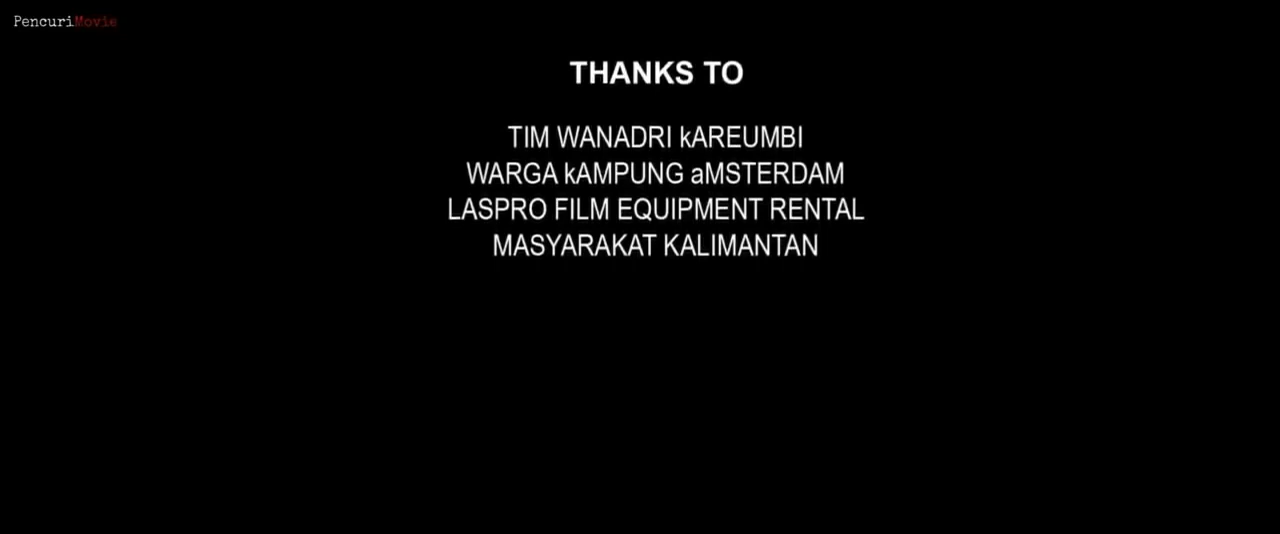 PencuriMovie
THANKS TO
TIM WANADRI kAREUMBI
WARGA kAMPUNG aMSTERDAM
LASPRO FILM EQUIPMENT RENTAL
MASYARAKAT KALIMANTAN